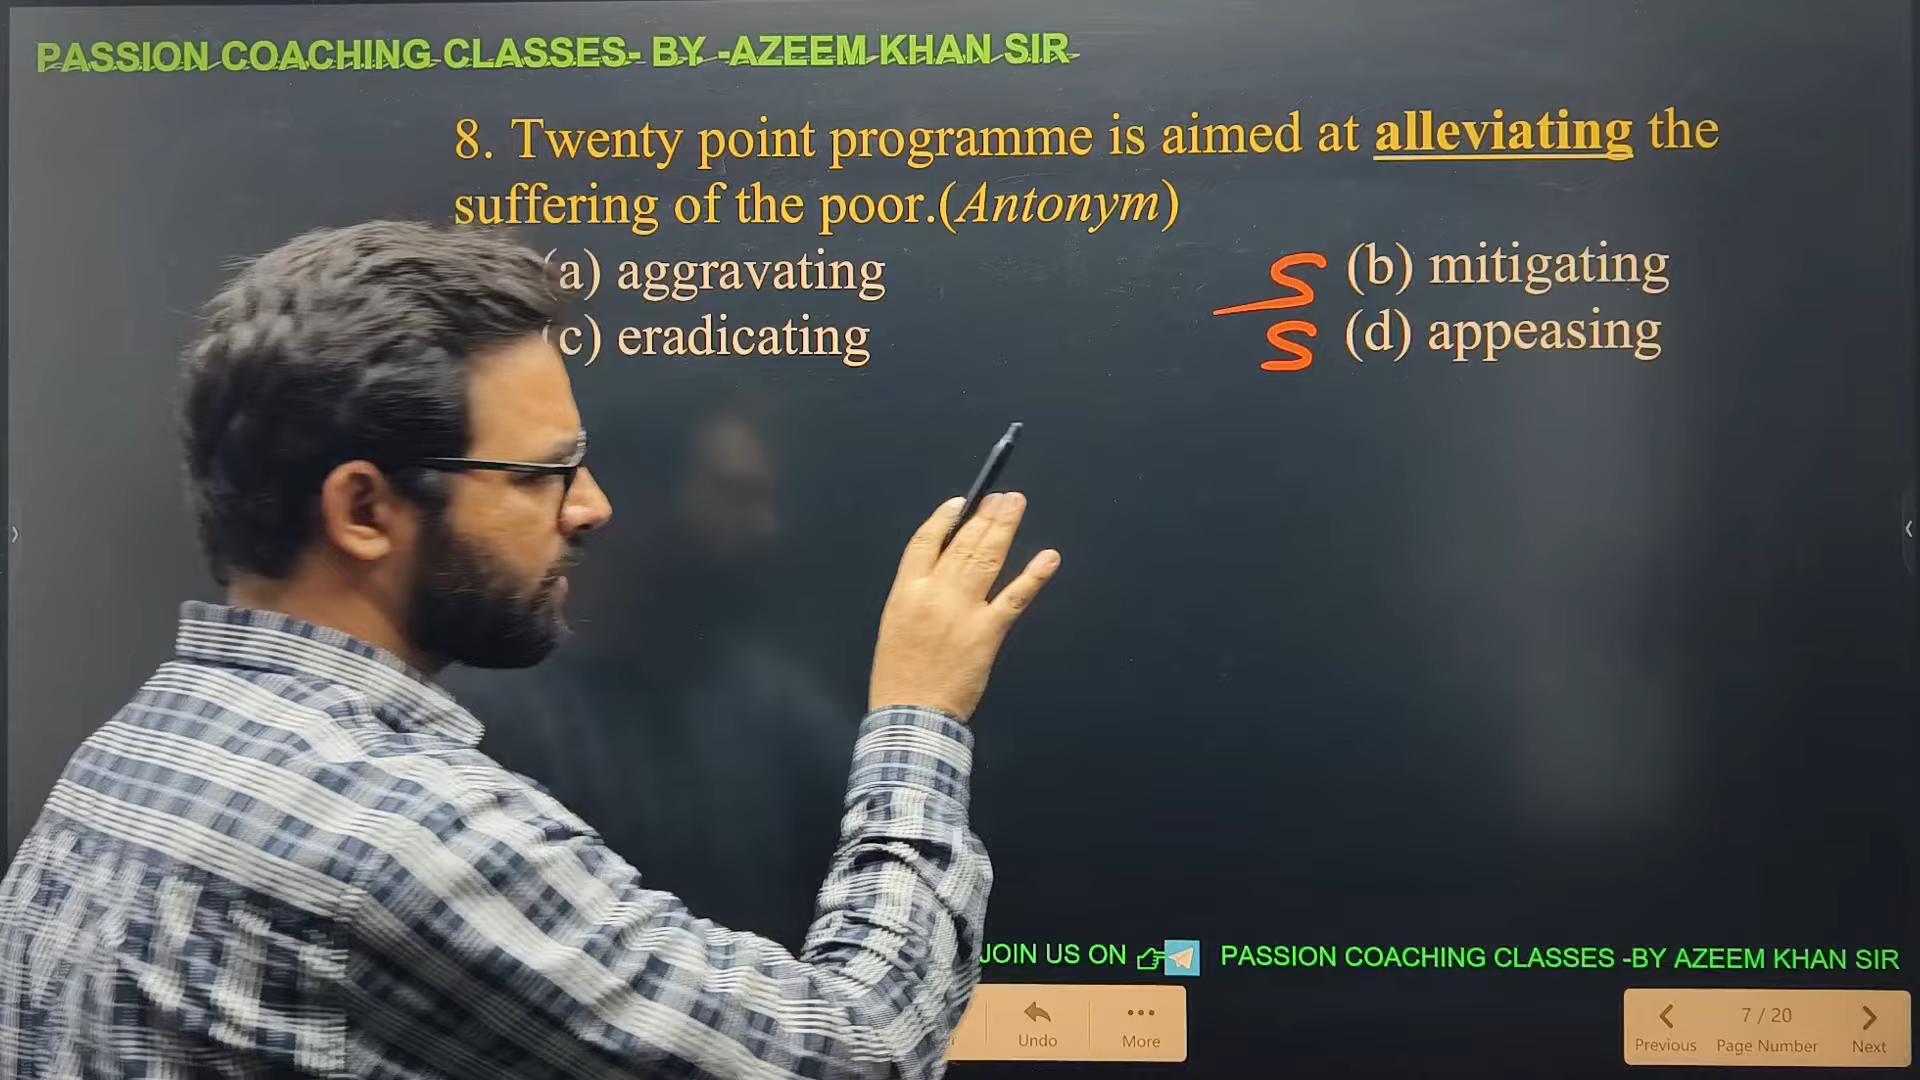 PASSION COACHING CLASSES- BY -AZEEM KHAN SIR
8. Twenty point programme is aimed at alleviating the
suffering of the poor.(Antonym)
(a) aggravating
S (b) mitigating
(c) eradicating
S (d) appeasing
JOIN US ON PASSION COACHING CLASSES -BY AZEEM KHAN SIR
Undo
More
7 / 20
Previous
Page Number
Next